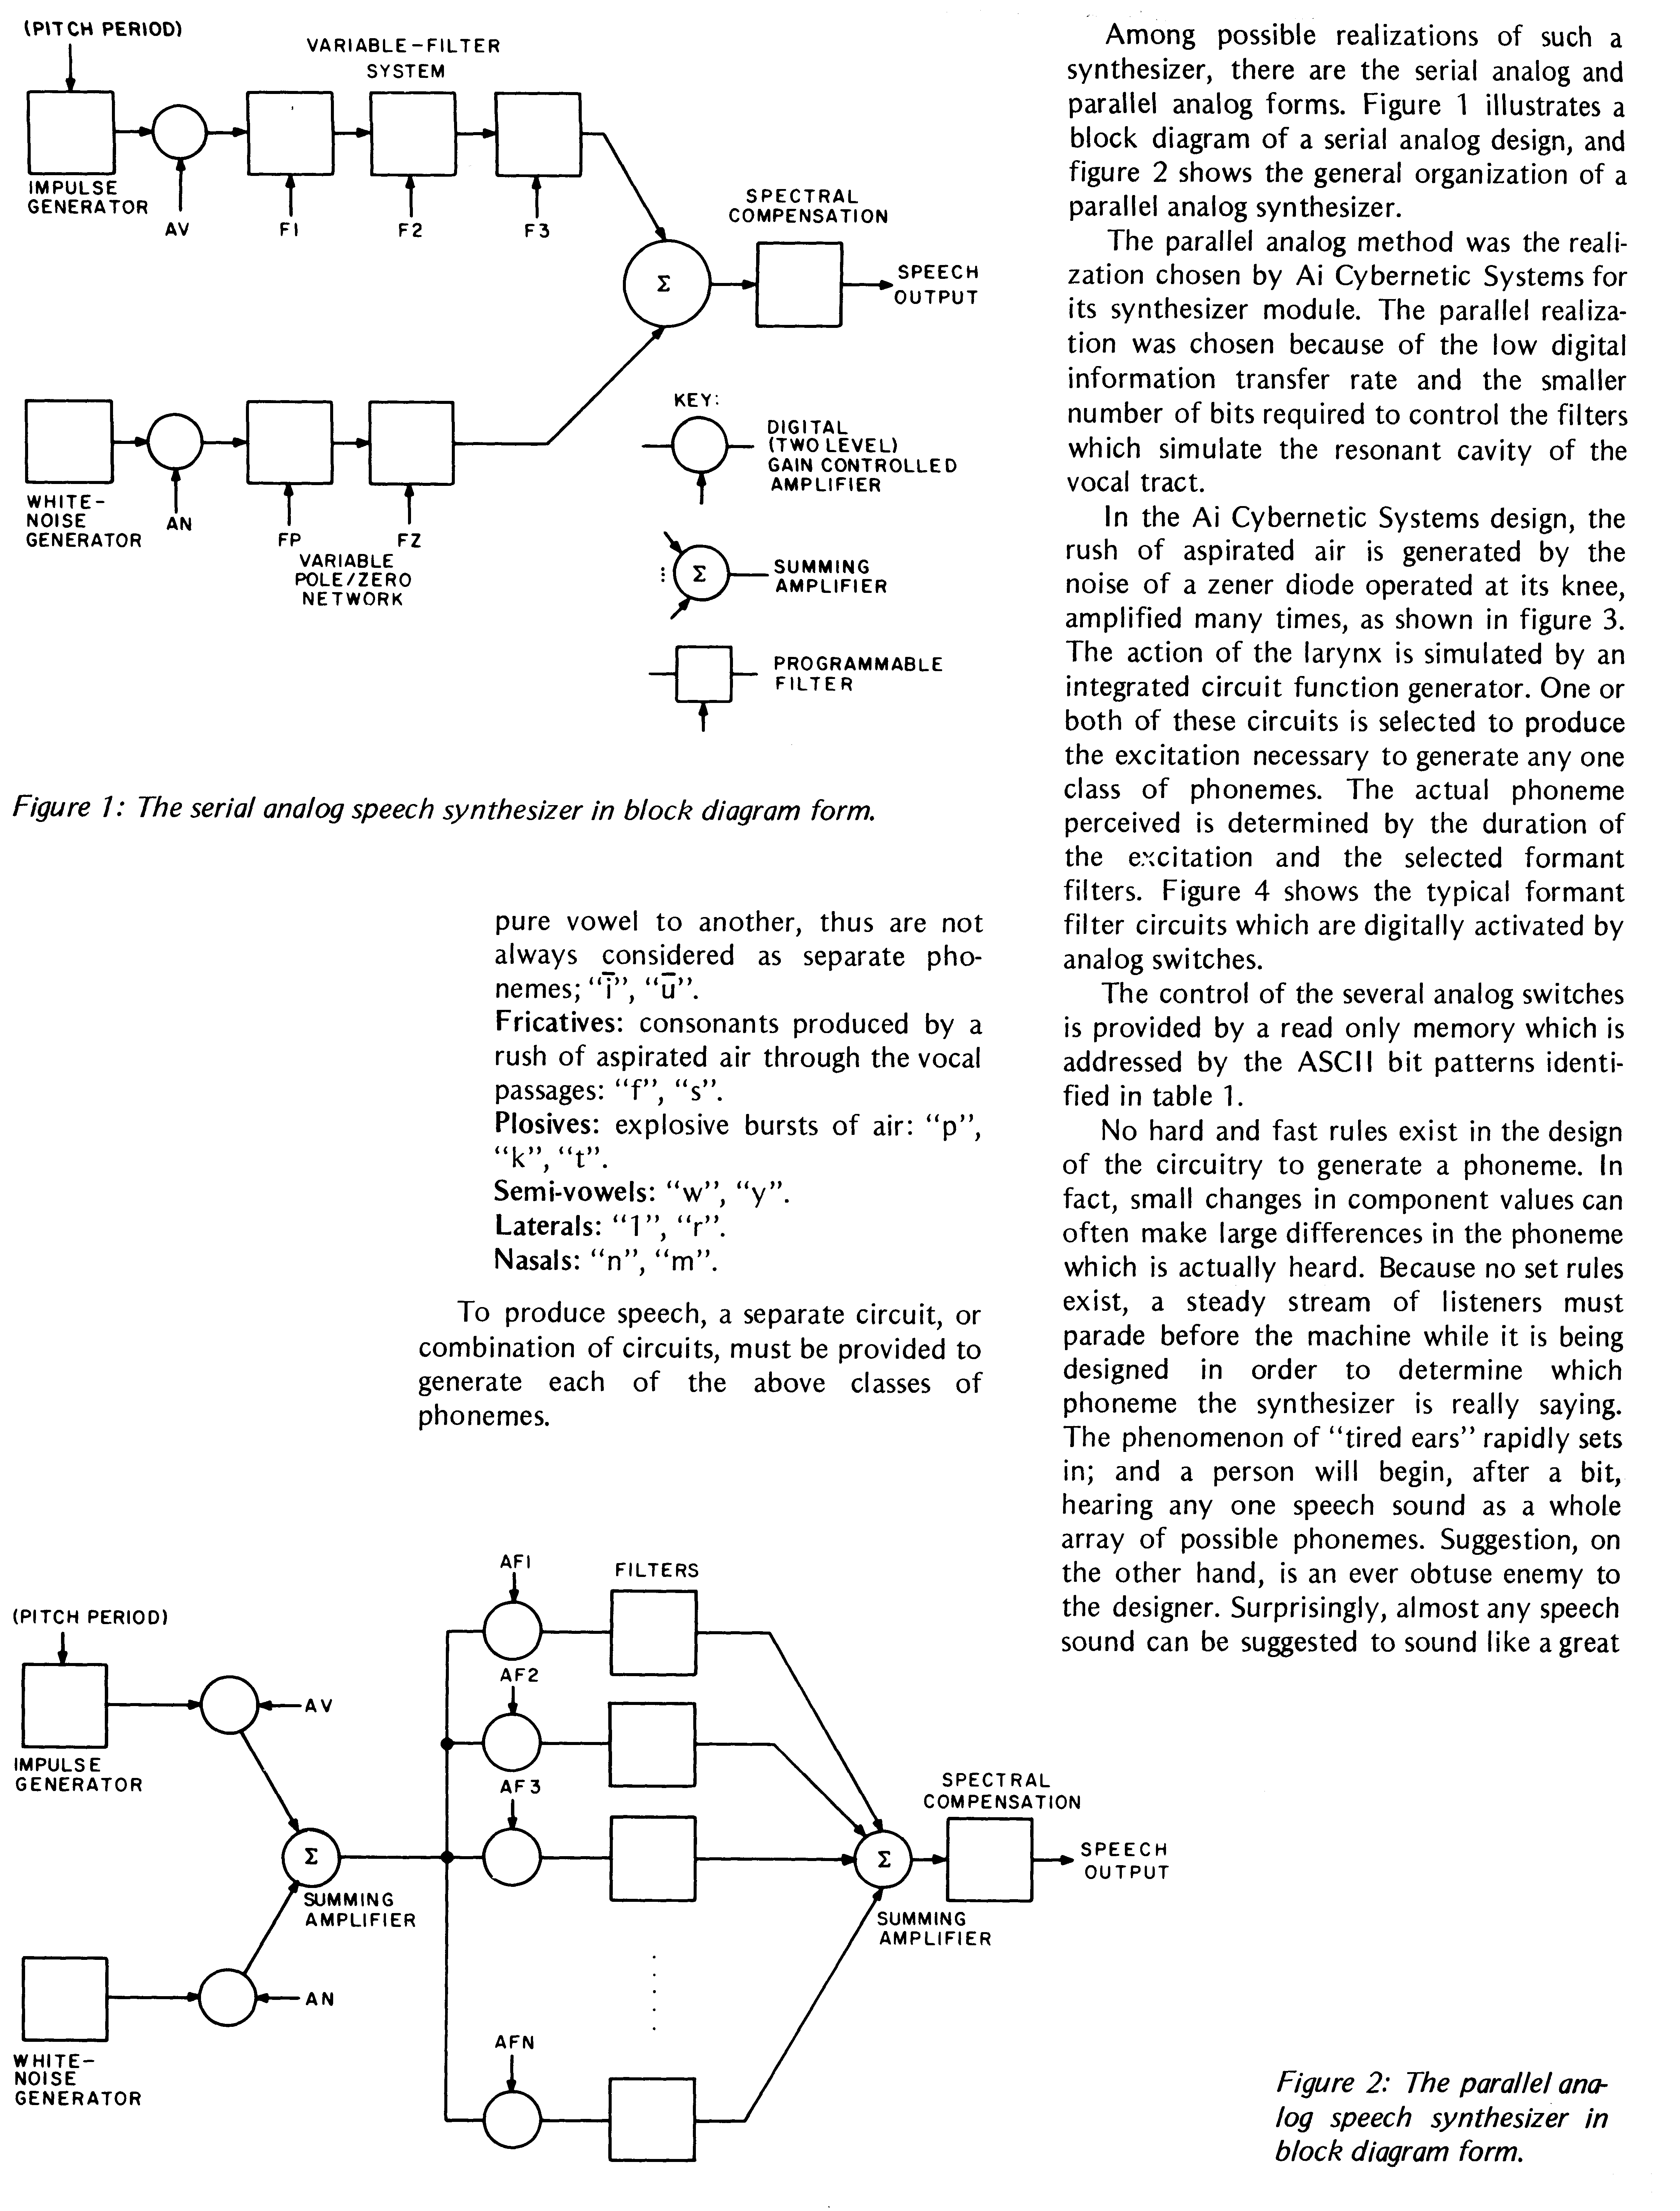 (PITCH PERIOD)
VARIABLE-FILTER
SYSTEM
IMPULSE
GENERATOR
AV
F1
F2
F3
SPECTRAL
COMPENSATION
Σ
SPEECH
OUTPUT
WHITE-
NOISE
GENERATOR
AN
FP
FZ
VARIABLE
POLE/ZERO
NETWORK
KEY:
DIGITAL
(TWO LEVEL)
GAIN CONTROLLED
AMPLIFIER
Σ
SUMMING
AMPLIFIER
PROGRAMMABLE
FILTER
Figure 1: The serial analog speech synthesizer in block diagram form.
pure vowel to another, thus are not
always considered as separate pho-
nemes; “ī”, “ū”.
Fricatives: consonants produced by a
rush of aspirated air through the vocal
passages: “f”, “s”.
Plosives: explosive bursts of air: “p”,
“k”, “t”.
Semi-vowels: “w”, “y”.
Laterals: “1”, “r”.
Nasals: “n”, “m”.
To produce speech, a separate circuit, or
combination of circuits, must be provided to
generate each of the above classes of
phonemes.
Among possible realizations of such a
synthesizer, there are the serial analog and
parallel analog forms. Figure 1 illustrates a
block diagram of a serial analog design, and
figure 2 shows the general organization of a
parallel analog synthesizer.
The parallel analog method was the reali-
zation chosen by Ai Cybernetic Systems for
its synthesizer module. The parallel realiza-
tion was chosen because of the low digital
information transfer rate and the smaller
number of bits required to control the filters
which simulate the resonant cavity of the
vocal tract.
In the Ai Cybernetic Systems design, the
rush of aspirated air is generated by the
noise of a zener diode operated at its knee,
amplified many times, as shown in figure 3.
The action of the larynx is simulated by an
integrated circuit function generator. One or
both of these circuits is selected to produce
the excitation necessary to generate any one
class of phonemes. The actual phoneme
perceived is determined by the duration of
the excitation and the selected formant
filters. Figure 4 shows the typical formant
filter circuits which are digitally activated by
analog switches.
The control of the several analog switches
is provided by a read only memory which is
addressed by the ASCII bit patterns identi-
fied in table 1.
No hard and fast rules exist in the design
of the circuitry to generate a phoneme. In
fact, small changes in component values can
often make large differences in the phoneme
which is actually heard. Because no set rules
exist, a steady stream of listeners must
parade before the machine while it is being
designed in order to determine which
phoneme the synthesizer is really saying.
The phenomenon of “tired ears” rapidly sets
in; and a person will begin, after a bit,
hearing any one speech sound as a whole
array of possible phonemes. Suggestion, on
the other hand, is an ever obtuse enemy to
the designer. Surprisingly, almost any speech
sound can be suggested to sound like a great
(PITCH PERIOD)
IMPULSE
GENERATOR
AV
Σ
SUMMING
AMPLIFIER
AN
WHITE-
NOISE
GENERATOR
AF1
FILTERS
AF2
AF3
AFN
Σ
SUMMING
AMPLIFIER
SPECTRAL
COMPENSATION
SPEECH
OUTPUT
Figure 2: The parallel ana-
log speech synthesizer in
block diagram form.